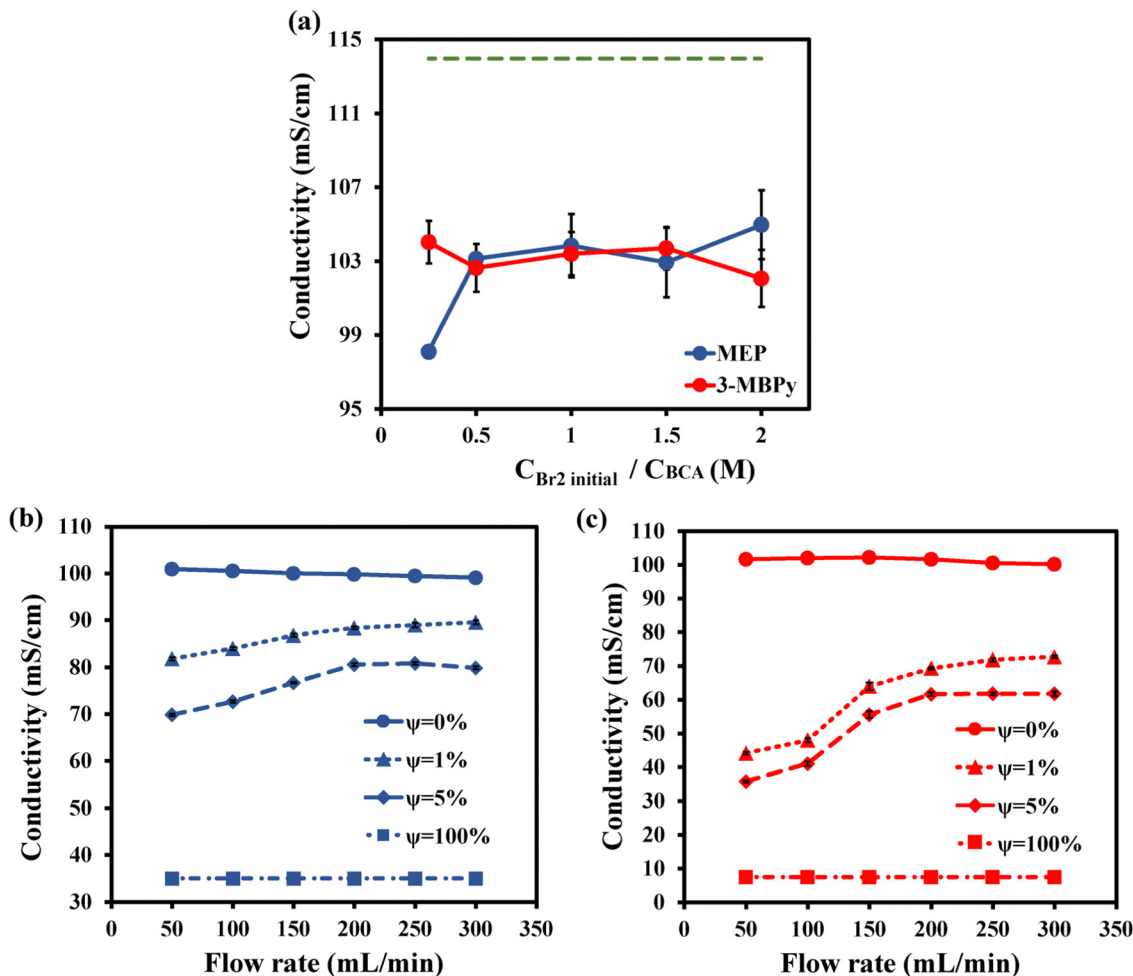 (a)
115
111
107
103
99
95
Conductivity (mS/cm)
MEP
3-MBPy
0 0.5 1 1.5 2
C_Br2 initial / C_BCA (M)
(b)
110
100
90
80
70
60
50
40
30
Conductivity (mS/cm)
ψ=0%
ψ=1%
ψ=5%
ψ=100%
0 50 100 150 200 250 300 350
Flow rate (mL/min)
(c)
110
100
90
80
70
60
50
40
30
20
10
0
Conductivity (mS/cm)
ψ=0%
ψ=1%
ψ=5%
ψ=100%
0 50 100 150 200 250 300 350
Flow rate (mL/min)